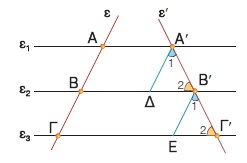 ε ε′
ε₁ Α Α′
1
ε₂ Β Δ 2 Β′
1
ε₃ Γ Ε 2 Γ′